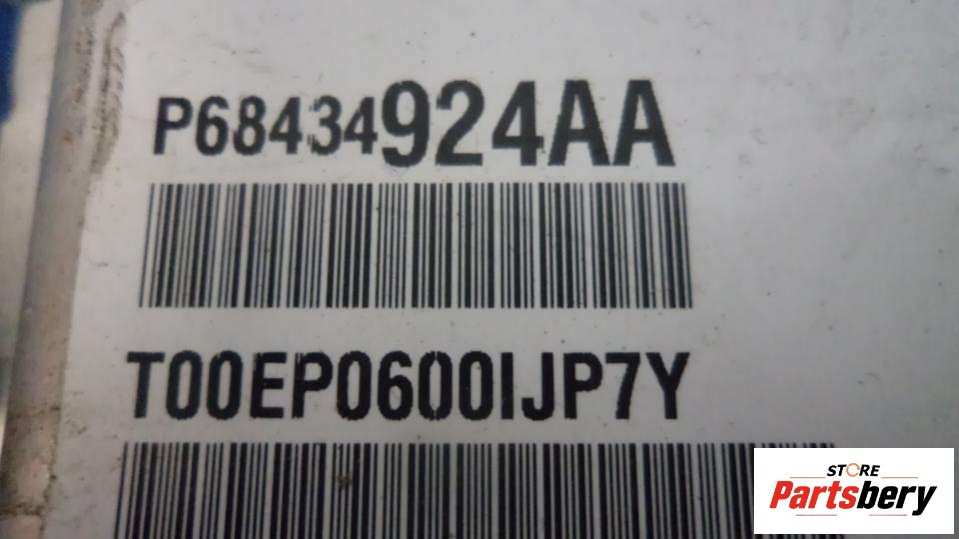 P68434924AA
T00EP0600IJP7Y
STORE
Partsbery